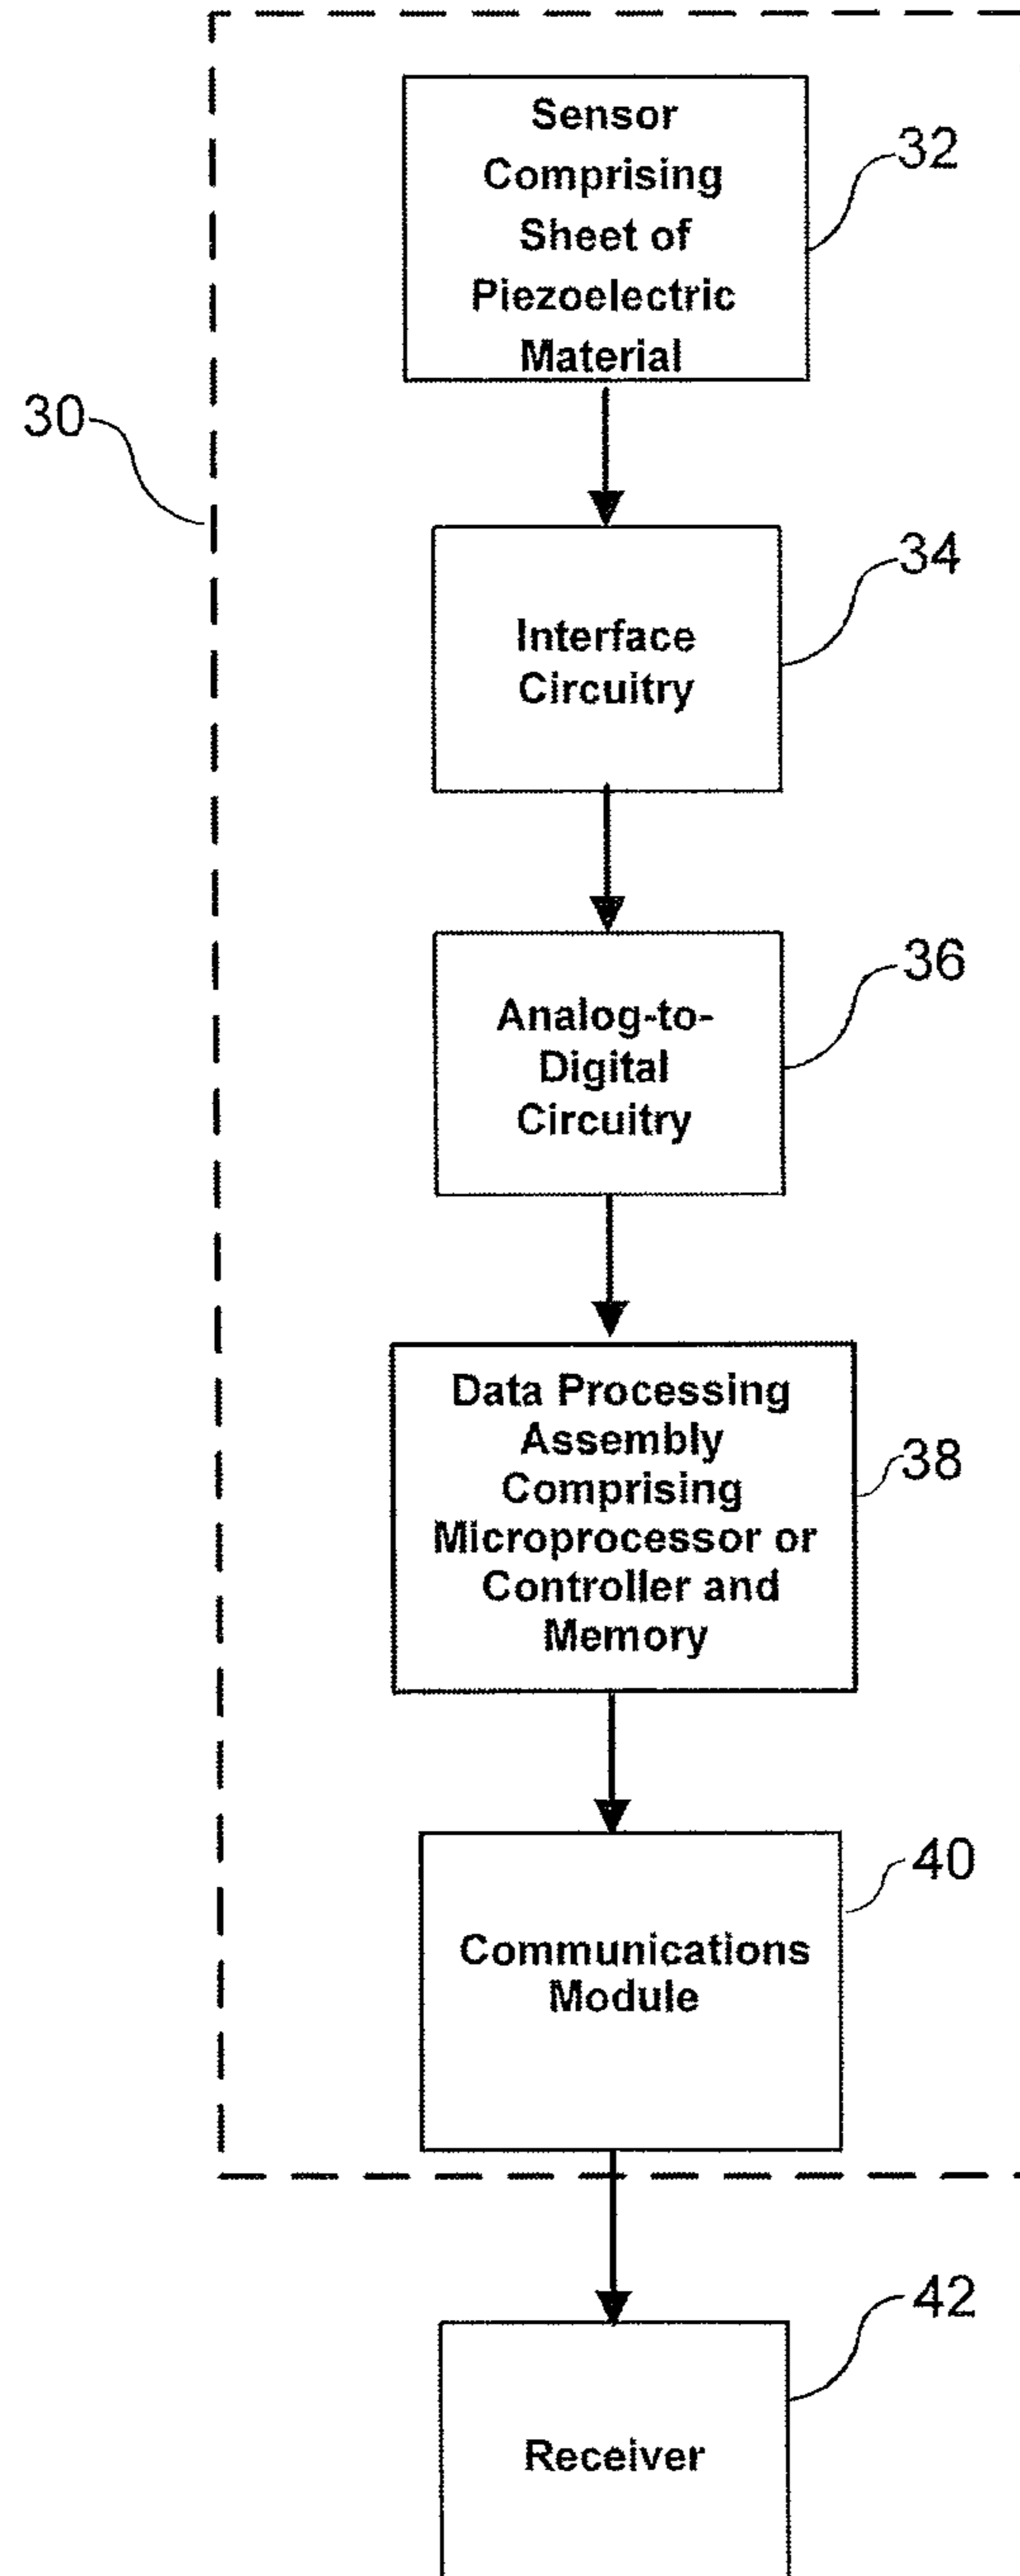 Sensor
Comprising
Sheet of
Piezoelectric
Material
32
30
Interface
Circuitry
34
Analog-to-
Digital
Circuitry
36
Data Processing
Assembly
Comprising
Microprocessor or
Controller and
Memory
38
Communications
Module
40
Receiver
42